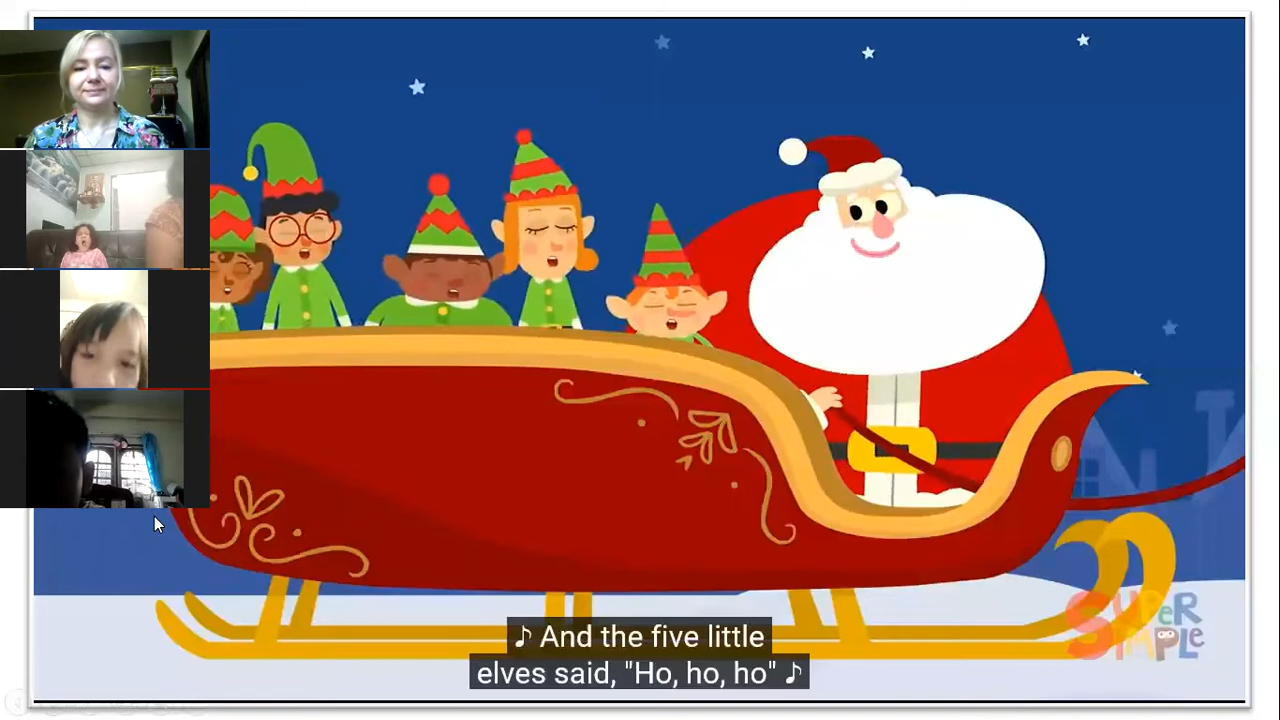 ♪ And the five little
elves said, "Ho, ho, ho" ♪
SUPER
SIMPLE